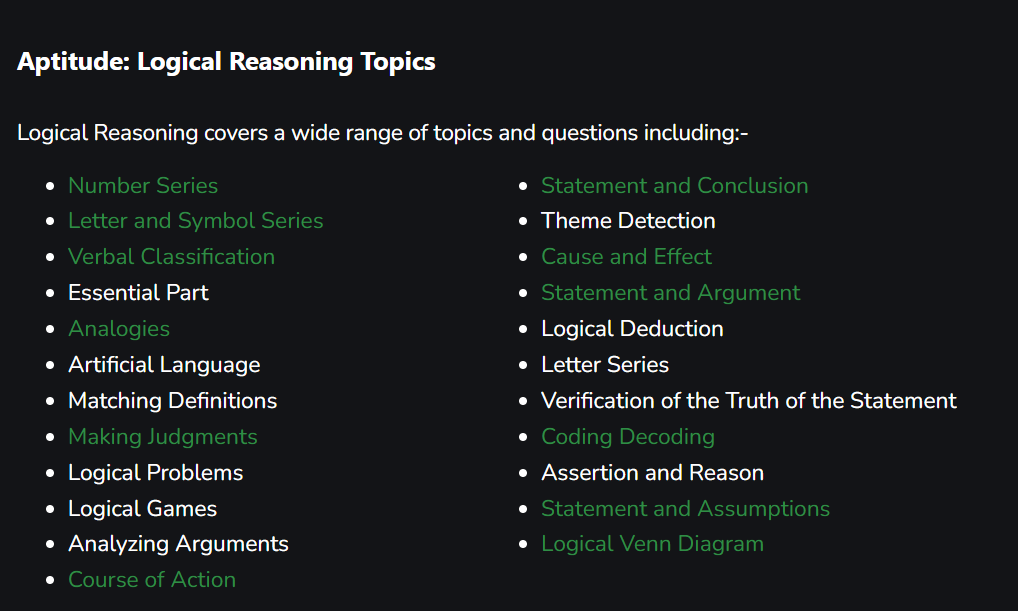 Aptitude: Logical Reasoning Topics
Logical Reasoning covers a wide range of topics and questions including:-
Number Series
Letter and Symbol Series
Verbal Classification
Essential Part
Analogies
Artificial Language
Matching Definitions
Making Judgments
Logical Problems
Logical Games
Analyzing Arguments
Course of Action
Statement and Conclusion
Theme Detection
Cause and Effect
Statement and Argument
Logical Deduction
Letter Series
Verification of the Truth of the Statement
Coding Decoding
Assertion and Reason
Statement and Assumptions
Logical Venn Diagram